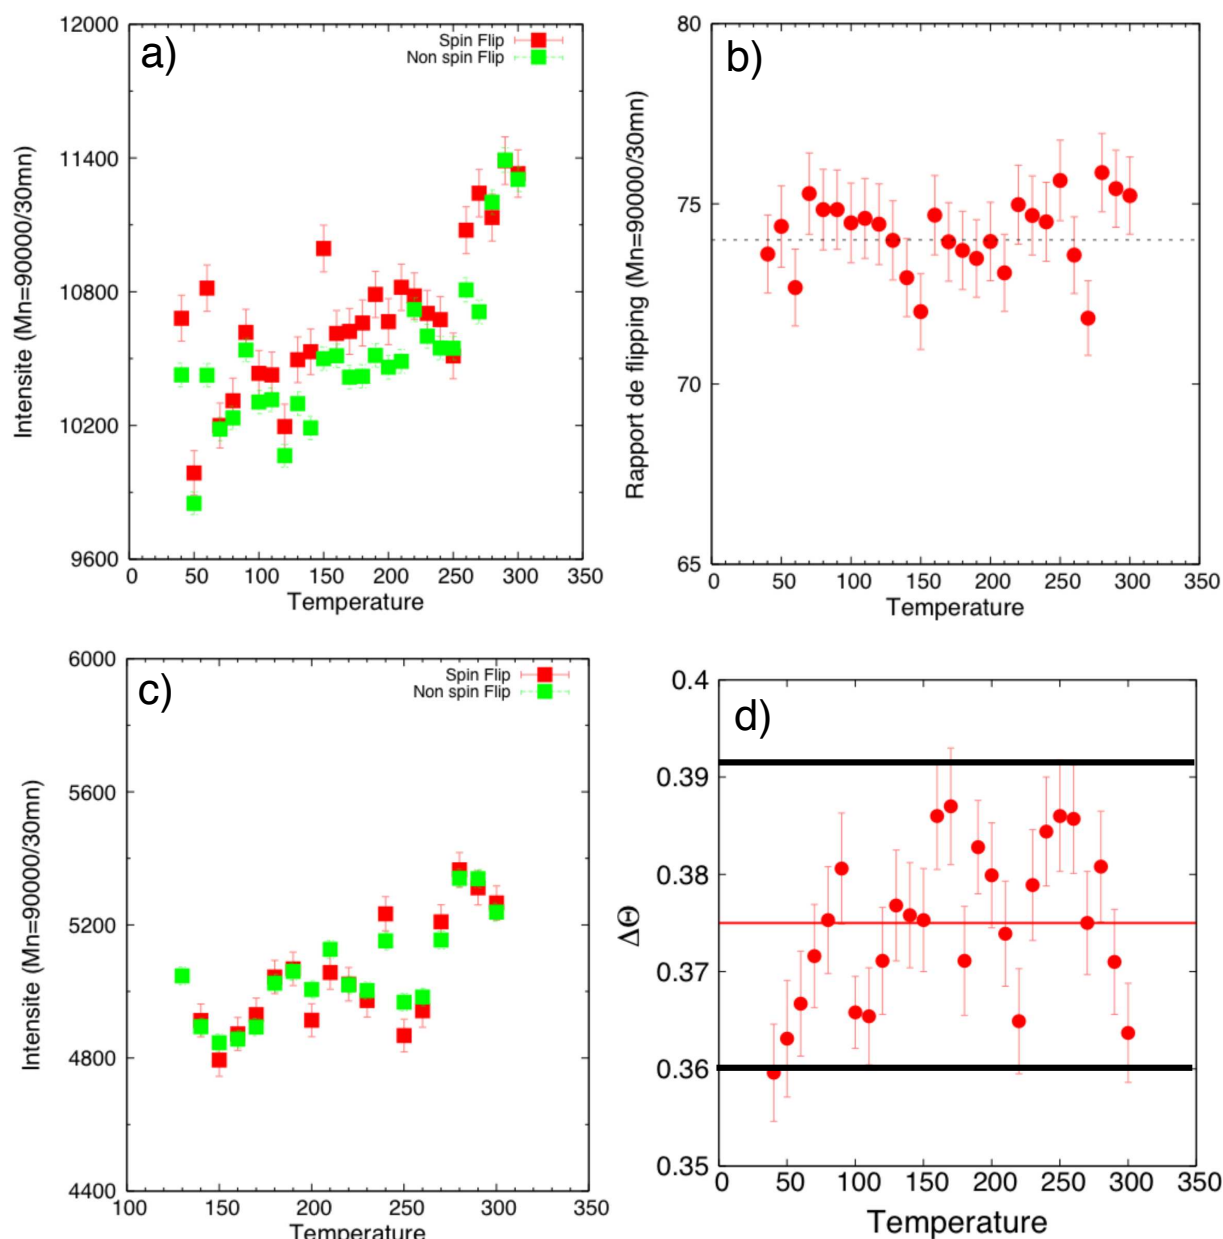 a)
Spin Flip
Non spin Flip
12000
11400
10800
10200
9600
0 50 100 150 200 250 300 350
Temperature
Intensite (Mn=90000/30mn)
b)
80
75
70
65
0 50 100 150 200 250 300 350
Temperature
Rapport de flipping (Mn=90000/30mn)
c)
Spin Flip
Non spin Flip
6000
5600
5200
4800
4400
100 150 200 250 300 350
Temperature
Intensite (Mn=90000/30mn)
d)
0.4
0.39
0.38
0.37
0.36
0.35
0 50 100 150 200 250 300 350
Temperature
ΔΘ